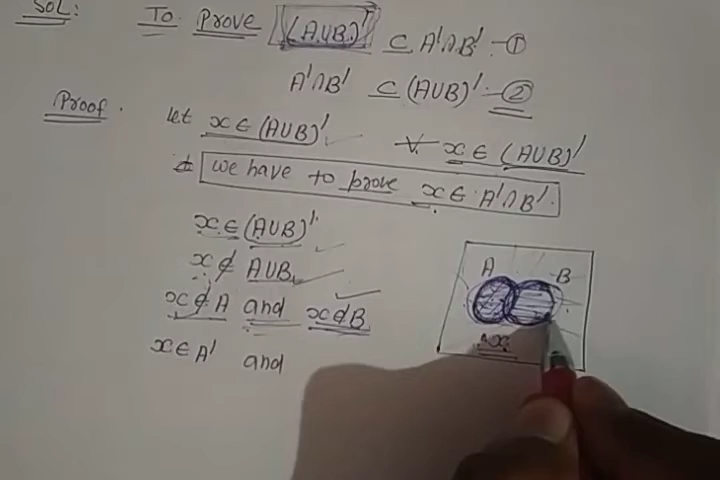 SOL:
To Prove (A∪B)' ⊆ A'∩B' - ①
A'∩B' ⊆ (A∪B)' - ②
Proof.
let x ∈ (A∪B)' ∀ x ∈ (A∪B)'
we have to prove x ∈ A'∩B'.
x ∈ (A∪B)'
x ∉ A∪B
x ∉ A and x ∉ B
x ∈ A' and
A B
x